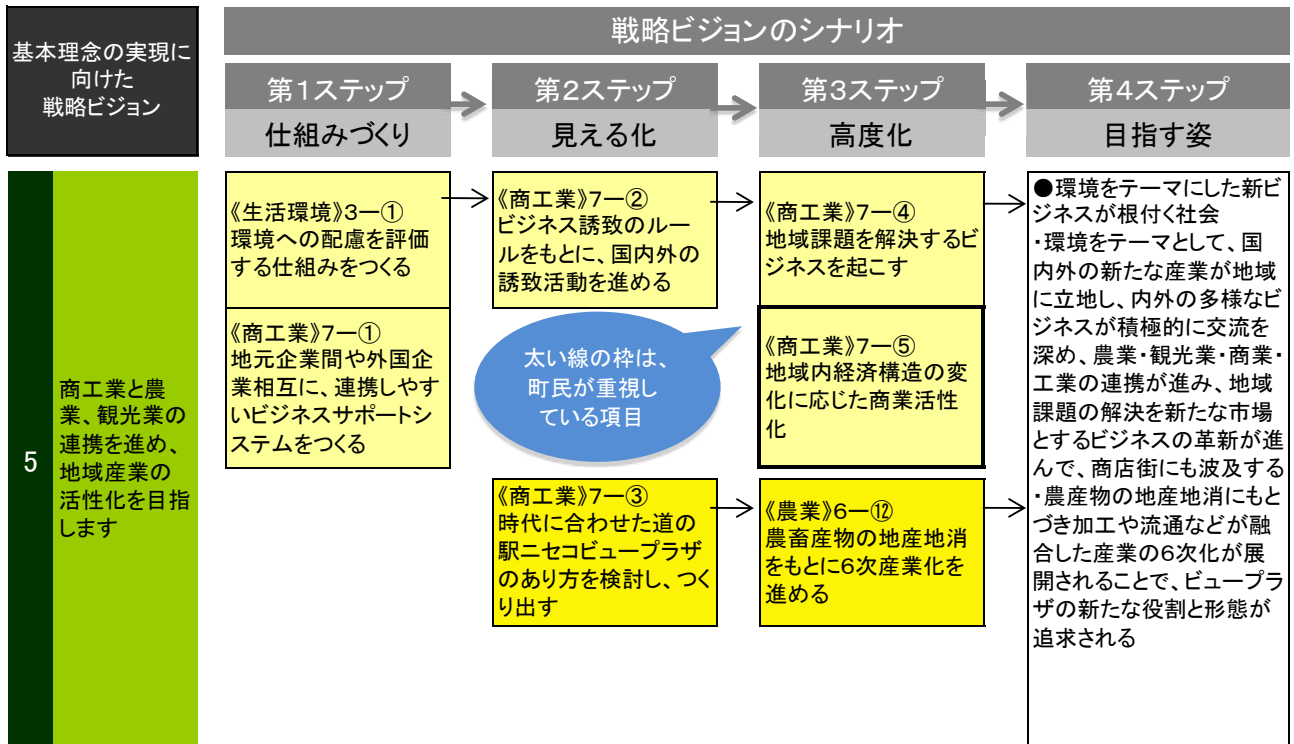 基本理念の実現に
向けた
戦略ビジョン
戦略ビジョンのシナリオ
第1ステップ
仕組みづくり
第2ステップ
見える化
第3ステップ
高度化
第4ステップ
目指す姿
5
商工業と農
業、観光業の
連携を進め、
地域産業の
活性化を目指
します
《生活環境》3―①
環境への配慮を評価
する仕組みをつくる
《商工業》7―①
地元企業間や外国企
業相互に、連携しやす
いビジネスサポートシ
ステムをつくる
《商工業》7―②
ビジネス誘致のルー
ルをもとに、国内外の
誘致活動を進める
太い線の枠は、
町民が重視し
ている項目
《商工業》7―③
時代に合わせた道の
駅ニセコビュープラザ
のあり方を検討し、つく
り出す
《商工業》7―④
地域課題を解決するビ
ジネスを起こす
《商工業》7―⑤
地域内経済構造の変
化に応じた商業活性
化
《農業》6―⑫
農畜産物の地産地消
をもとに6次産業化を
進める
●環境をテーマにした新ビ
ジネスが根付く社会
・環境をテーマとして、国
内外の新たな産業が地域
に立地し、内外の多様なビ
ジネスが積極的に交流を
深め、農業・観光業・商業・
工業の連携が進み、地域
課題の解決を新たな市場
とするビジネスの革新が進
んで、商店街にも波及する
・農産物の地産地消にもと
づき加工や流通などが融
合した産業の6次化が展
開されることで、ビュープラ
ザの新たな役割と形態が
追求される